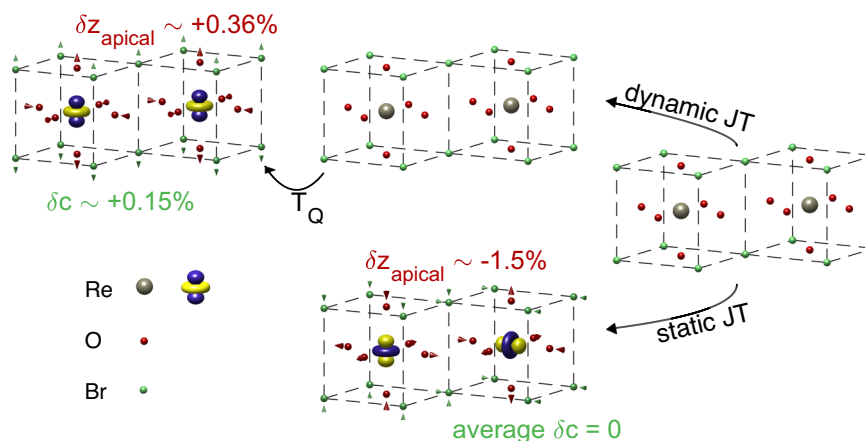 δz_apical ~ +0.36%
dynamic JT
δc ~ +0.15%
T_Q
δz_apical ~ -1.5%
static JT
Re
O
Br
average δc = 0